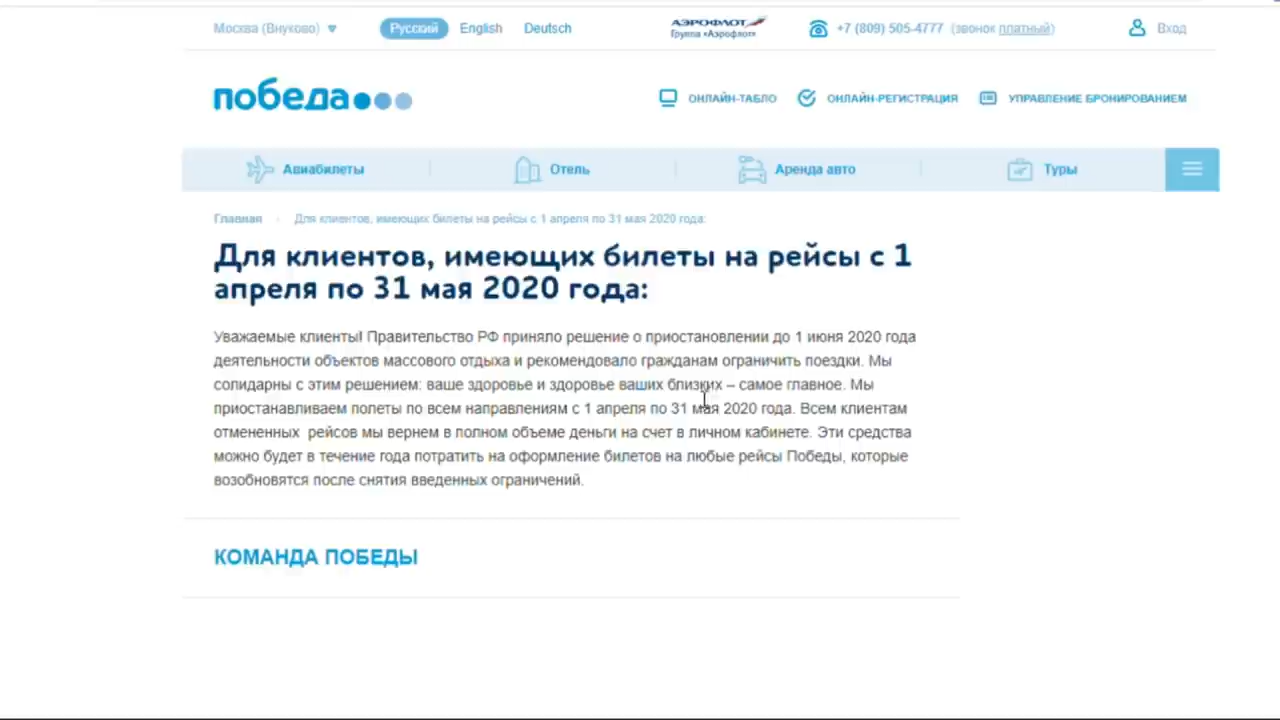 Москва (Внуково)
Русский English Deutsch
АЭРОФЛОТ
Группа «Аэрофлот»
+7 (809) 505-4777 (звонок платный)
Вход
победа
ОНЛАЙН-ТАБЛО
ОНЛАЙН-РЕГИСТРАЦИЯ
УПРАВЛЕНИЕ БРОНИРОВАНИЕМ
Авиабилеты
Отель
Аренда авто
Туры
Главная
Для клиентов, имеющих билеты на рейсы с 1 апреля по 31 мая 2020 года:
Для клиентов, имеющих билеты на рейсы с 1
апреля по 31 мая 2020 года:
Уважаемые клиенты! Правительство РФ приняло решение о приостановлении до 1 июня 2020 года
деятельности объектов массового отдыха и рекомендовало гражданам ограничить поездки. Мы
солидарны с этим решением: ваше здоровье и здоровье ваших близких – самое главное. Мы
приостанавливаем полеты по всем направлениям с 1 апреля по 31 мая 2020 года. Всем клиентам
отмененных рейсов мы вернем в полном объеме деньги на счет в личном кабинете. Эти средства
можно будет в течение года потратить на оформление билетов на любые рейсы Победы, которые
возобновятся после снятия введенных ограничений.
КОМАНДА ПОБЕДЫ